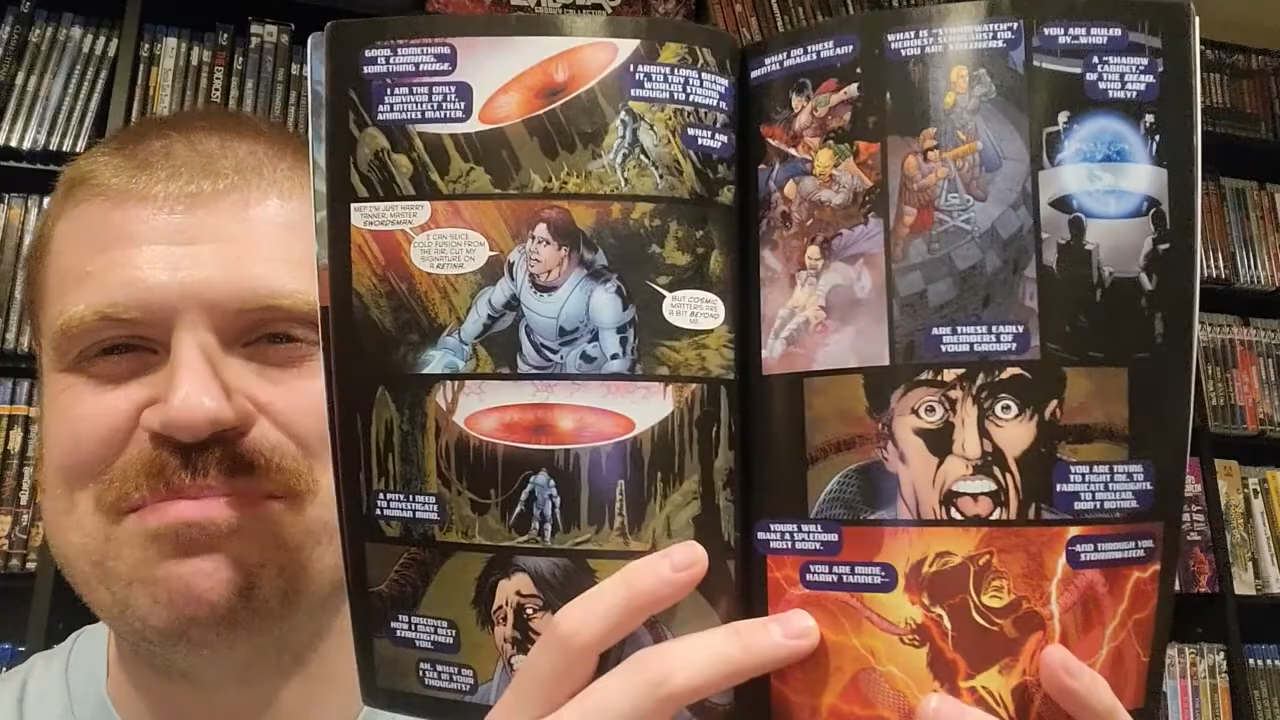 GROOVY COLLECTION
THE EXORCIST
GOOD. SOMETHING
IS COMING.
SOMETHING HUGE.
I AM THE ONLY
SURVIVOR OF IT,
AN INTELLECT THAT
ANIMATES MATTER.
I ARRIVE LONG BEFORE
IT, TO TRY TO MAKE
WORLDS STRONG
ENOUGH TO FIGHT IT.
WHAT ARE
YOU?
ME? I'M JUST HARRY
TANNER, MASTER
SWORDSMAN.
I CAN SLICE
COLD FUSION FROM
THE AIR, CUT MY
SIGNATURE ON
A RETINA.
BUT COSMIC
MATTERS ARE
A BIT BEYOND
ME.
A PITY. I NEED
TO INVESTIGATE
A HUMAN MIND.
TO DISCOVER
HOW I MAY BEST
STRENGTHEN
YOU.
AH. WHAT DO
I SEE IN YOUR
THOUGHTS?
WHAT DO THESE
MENTAL IMAGES MEAN?
WHAT IS "STORMWATCH"?
HEROES? SCHOLARS? NO.
YOU ARE SOLDIERS.
ARE THESE EARLY
MEMBERS OF
YOUR GROUP?
YOU ARE RULED
BY...WHO?
A "SHADOW
CABINET"
OF THE DEAD.
WHO ARE
THEY?
YOU ARE TRYING
TO FIGHT ME. TO
FABRICATE THOUGHTS.
TO MISLEAD.
DON'T BOTHER.
YOURS WILL
MAKE A SPLENDID
HOST BODY.
YOU ARE MINE,
HARRY TANNER--
--AND THROUGH YOU,
STORMWATCH.